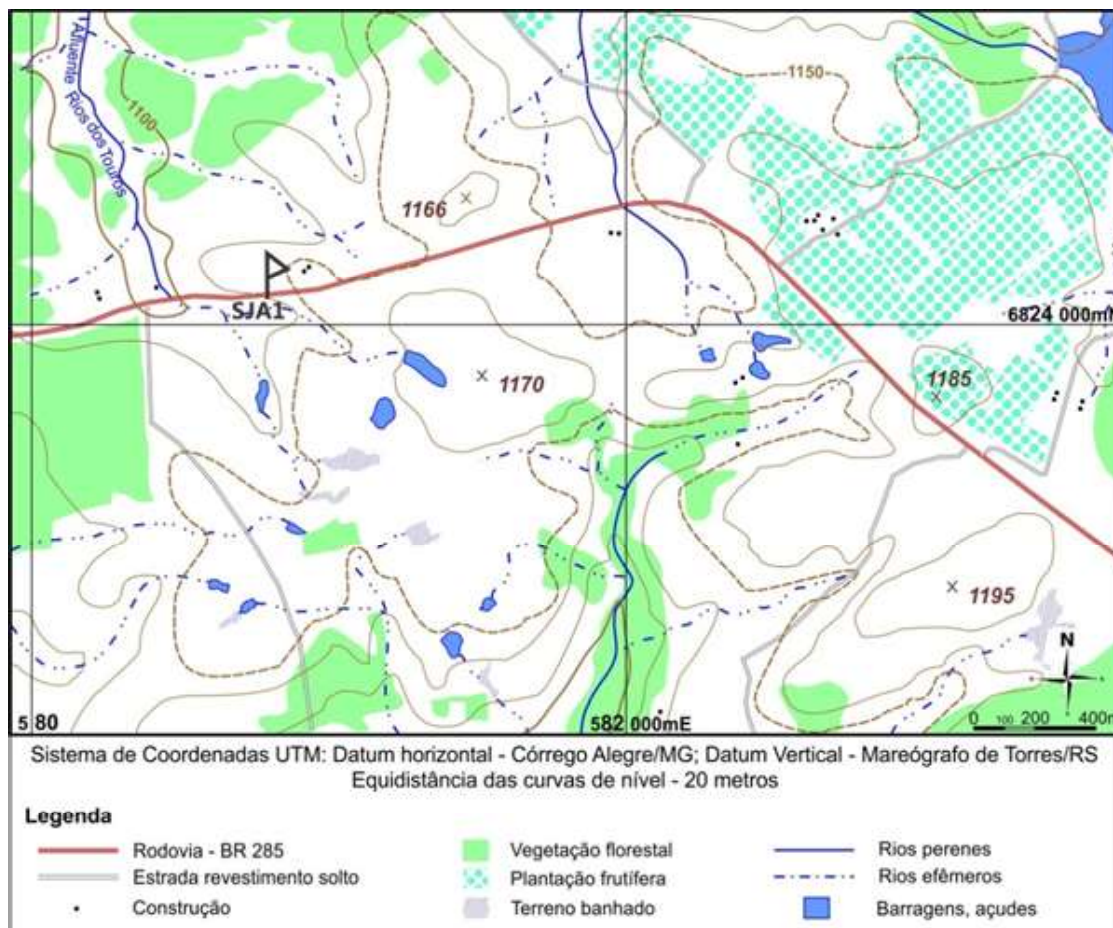 Afluente Rios dos Touros
1100
1150
1166
SJA1
6824 000mN
1170
1185
1195
N
5 80
582 000mE
0 100 200 400m
Sistema de Coordenadas UTM: Datum horizontal - Córrego Alegre/MG; Datum Vertical - Mareógrafo de Torres/RS
Equidistância das curvas de nível - 20 metros
Legenda
Rodovia - BR 285
Vegetação florestal
Rios perenes
Estrada revestimento solto
Plantação frutífera
Rios efêmeros
Construção
Terreno banhado
Barragens, açudes